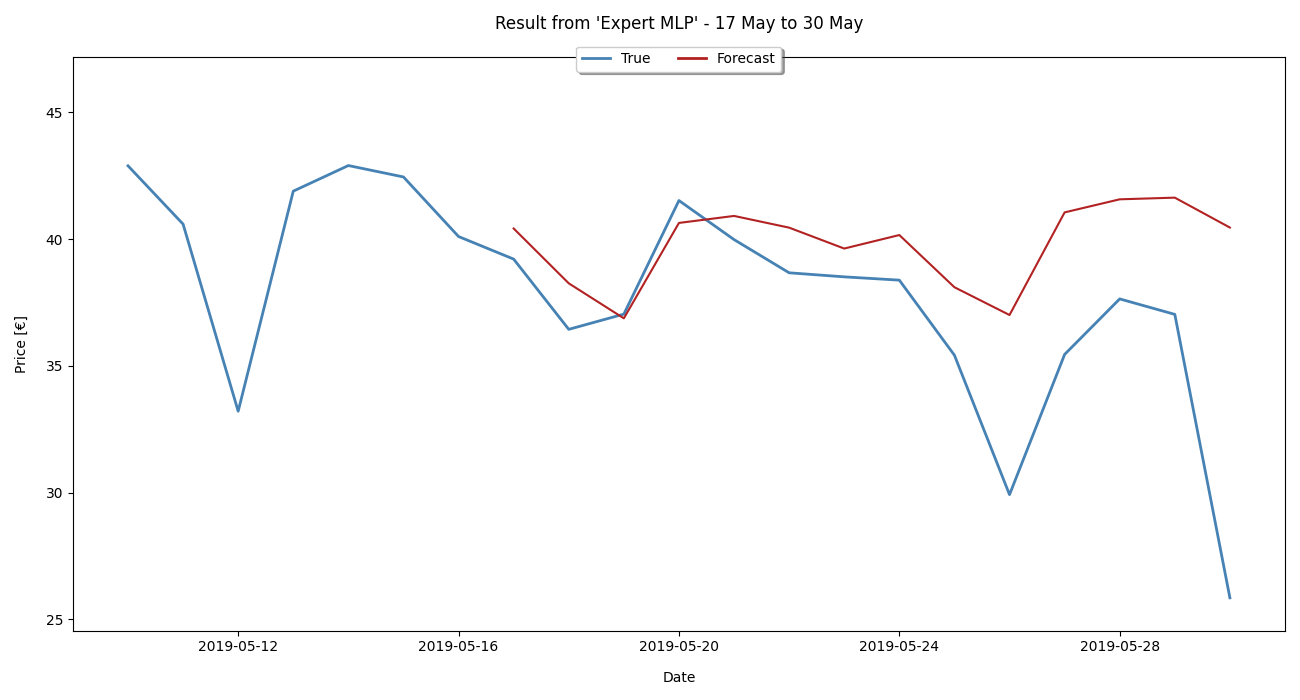 Result from 'Expert MLP' - 17 May to 30 May
True Forecast
45
40
35
30
25
Price [€]
2019-05-12 2019-05-16 2019-05-20 2019-05-24 2019-05-28
Date